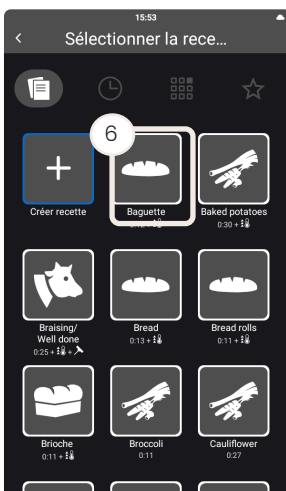 15:53
Sélectionner la rece...
6
Créer recette
Baguette
Baked potatoes
0:30 +
Braising/
Well done
0:25 + +
Bread
0:13 +
Bread rolls
0:11 +
Brioche
0:11 +
Broccoli
0:11
Cauliflower
0:27